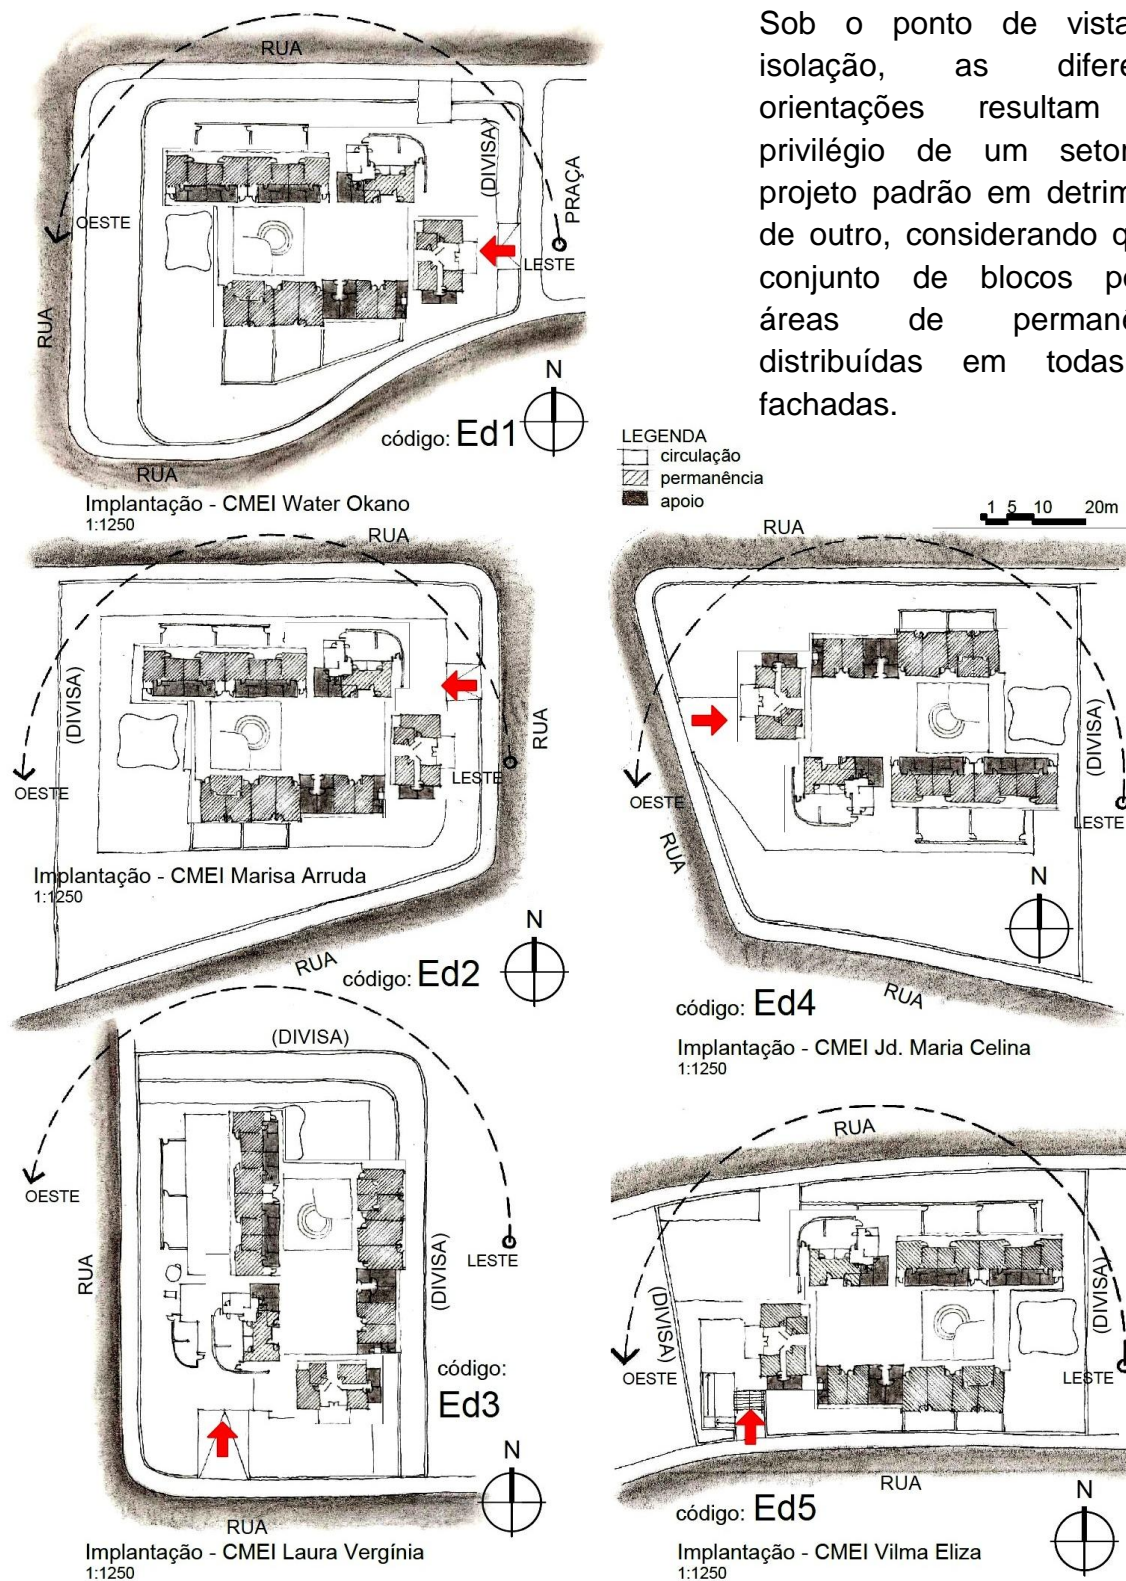 Sob o ponto de vista
isolação, as difere
orientações resultam
privilégio de um setor
projeto padrão em detrim
de outro, considerando q
conjunto de blocos po
áreas de permanê
distribuídas em todas
fachadas.
RUA
OESTE
(DIVISA)
PRAÇA
LESTE
RUA
N
código: Ed1
RUA
Implantação - CMEI Water Okano
1:1250
LEGENDA
circulação
permanência
apoio
1 5 10 20m
RUA
(DIVISA)
RUA
OESTE
LESTE
Implantação - CMEI Marisa Arruda
1:1250
N
RUA
código: Ed2
RUA
(DIVISA)
OESTE
LESTE
RUA
N
RUA
código: Ed4
Implantação - CMEI Jd. Maria Celina
1:1250
(DIVISA)
OESTE
LESTE
RUA
(DIVISA)
código:
Ed3
N
RUA
Implantação - CMEI Laura Vergínia
1:1250
RUA
(DIVISA)
(DIVISA)
OESTE
LESTE
RUA
N
código: Ed5
Implantação - CMEI Vilma Eliza
1:1250